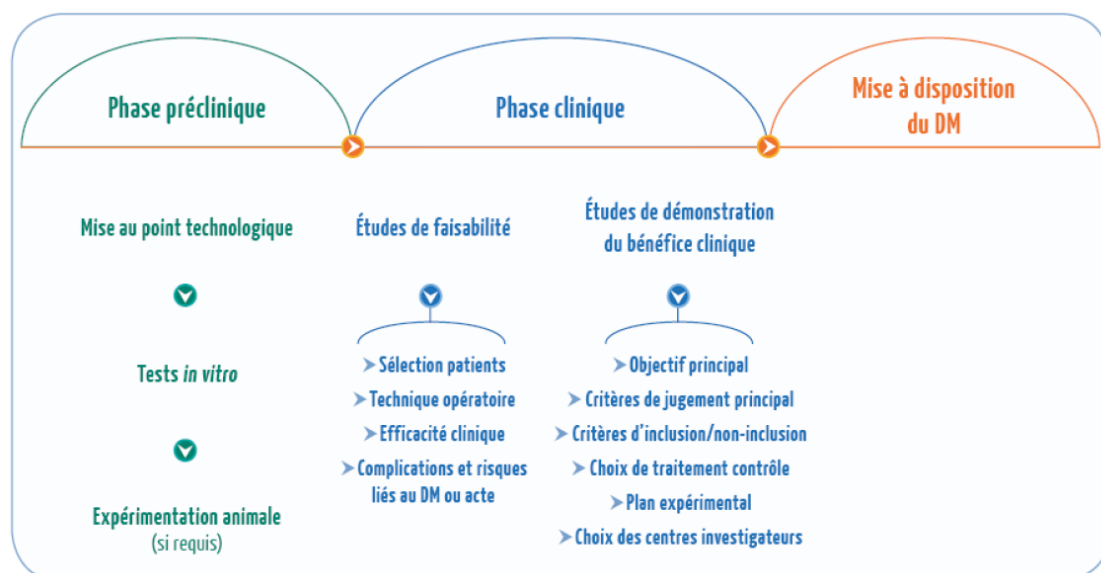 Phase préclinique
Phase clinique
Mise à disposition
du DM
Mise au point technologique
Tests in vitro
Expérimentation animale
(si requis)
Études de faisabilité
Sélection patients
Technique opératoire
Efficacité clinique
Complications et risques
liés au DM ou acte
Études de démonstration
du bénéfice clinique
Objectif principal
Critères de jugement principal
Critères d'inclusion/non-inclusion
Choix de traitement contrôle
Plan expérimental
Choix des centres investigateurs